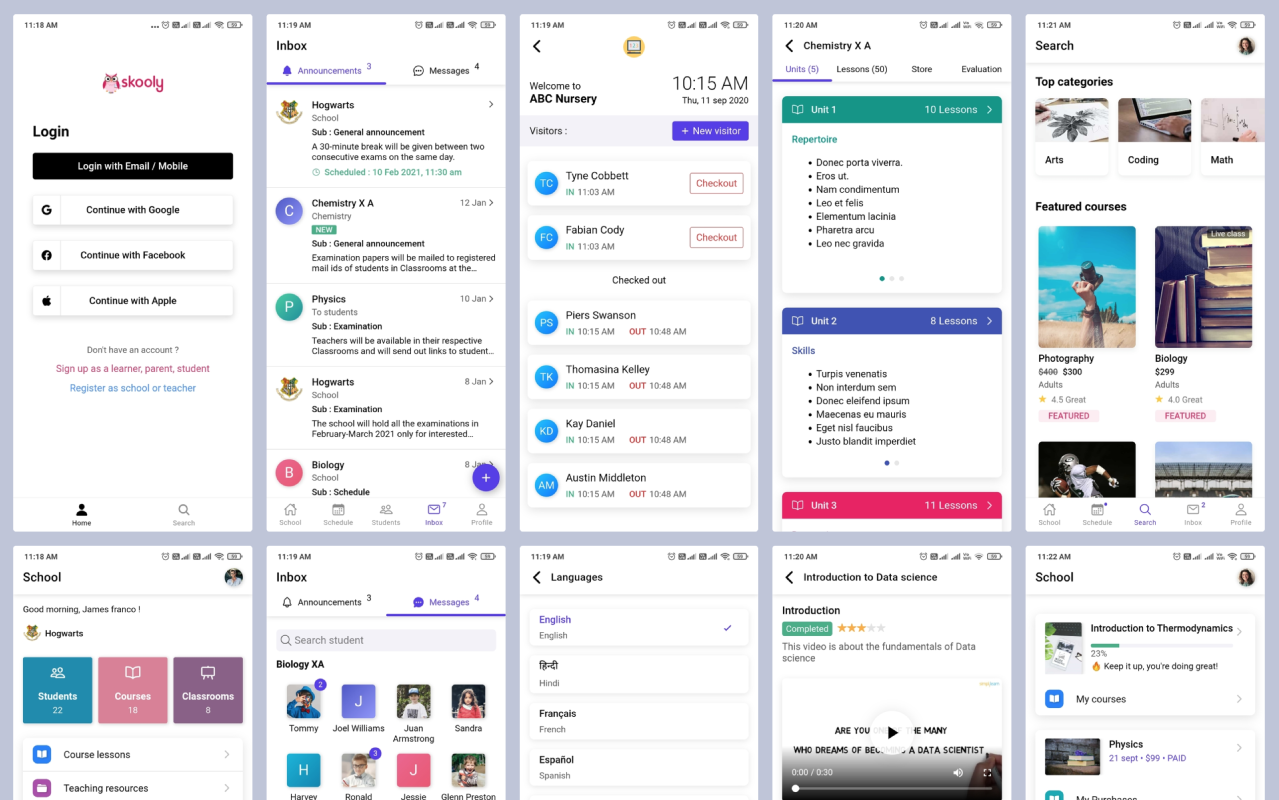 11:18 AM
59
skooly
Login
Login with Email / Mobile
Continue with Google
Continue with Facebook
Continue with Apple
Don't have an account ?
Sign up as a learner, parent, student
Register as school or teacher
Home
Search
11:19 AM
59
Inbox
Announcements 3
Messages 4
Hogwarts
School
Sub : General announcement
A 30-minute break will be given between two
consecutive exams on the same day.
Scheduled : 10 Feb 2021, 11:30 am
C
Chemistry X A
12 Jan
Chemistry
NEW
Sub : General announcement
Examination papers will be mailed to registered
mail ids of students in Classrooms at the...
P
Physics
10 Jan
To students
Sub : Examination
Teachers will be available in their respective
Classrooms and will send out links to student...
Hogwarts
8 Jan
School
Sub : Examination
The school will hold all the examinations in
February-March 2021 only for interested...
B
Biology
8 Jan
School
Sub : Schedule
+
School
Schedule
Students
Inbox
7
Profile
11:19 AM
59
Welcome to
ABC Nursery
10:15 AM
Thu, 11 sep 2020
Visitors :
+ New visitor
TC
Tyne Cobbett
IN 11:03 AM
Checkout
FC
Fabian Cody
IN 11:03 AM
Checkout
Checked out
PS
Piers Swanson
IN 10:15 AM OUT 10:48 AM
TK
Thomasina Kelley
IN 10:15 AM OUT 10:48 AM
KD
Kay Daniel
IN 10:15 AM OUT 10:48 AM
AM
Austin Middleton
IN 10:15 AM OUT 10:48 AM
11:20 AM
59
Chemistry X A
Units (5)
Lessons (50)
Store
Evaluation
Unit 1
10 Lessons
Repertoire
• Donec porta viverra.
• Eros ut.
• Nam condimentum
• Leo et felis
• Elementum lacinia
• Pharetra arcu
• Leo nec gravida
Unit 2
8 Lessons
Skills
• Turpis venenatis
• Non interdum sem
• Donec eleifend ipsum
• Maecenas eu mauris
• Eget nisl faucibus
• Justo blandit imperdiet
Unit 3
11 Lessons
11:21 AM
59
Search
Top categories
Arts
Coding
Math
Featured courses
Live class
Photography
$400 $300
Adults
4.5 Great
FEATURED
Biology
$299
Adults
4.0 Great
FEATURED
School
Schedule
Search
Inbox
2
Profile
11:18 AM
59
School
Good morning, James franco !
Hogwarts
Students
22
Courses
18
Classrooms
8
Course lessons
Teaching resources
11:19 AM
59
Inbox
Announcements 3
Messages 4
Search student
Biology XA
2
Tommy
J
Joel Williams
Juan
Armstrong
Sandra
H
Harvey
3
Ronald
J
Jessie
Glenn Preston
11:19 AM
59
Languages
English
English
हिन्दी
Hindi
Français
French
Español
Spanish
11:20 AM
59
Introduction to Data science
Introduction
Completed
This video is about the fundamentals of Data
science
ARE YOU ONE OF THE MANY
WHO DREAMS OF BECOMING A DATA SCIENTIST
0:00 / 0:30
11:22 AM
59
School
Introduction to Thermodynamics
23%
Keep it up, you're doing great!
My courses
Physics
21 sept • $99 • PAID
My Purchases